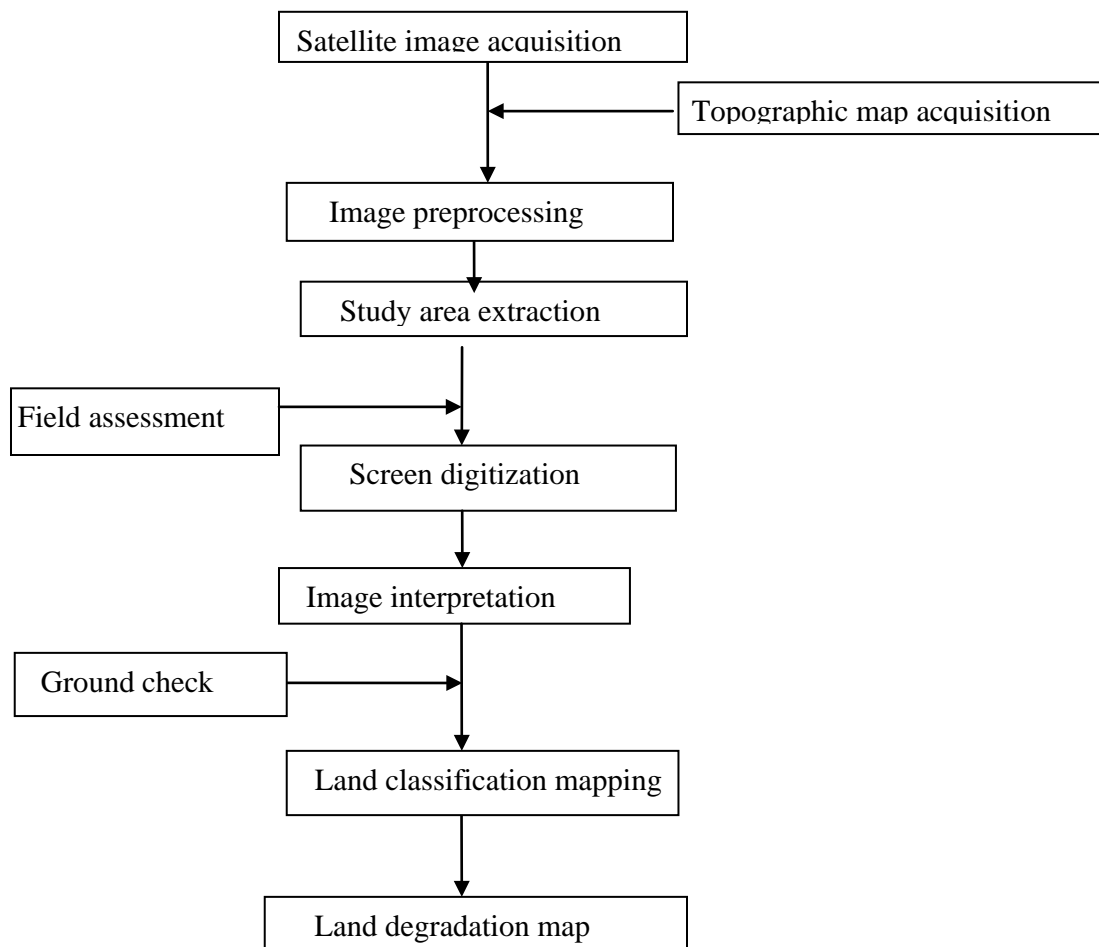 Satellite image acquisition
Topographic map acquisition
Image preprocessing
Study area extraction
Field assessment
Screen digitization
Image interpretation
Ground check
Land classification mapping
Land degradation map